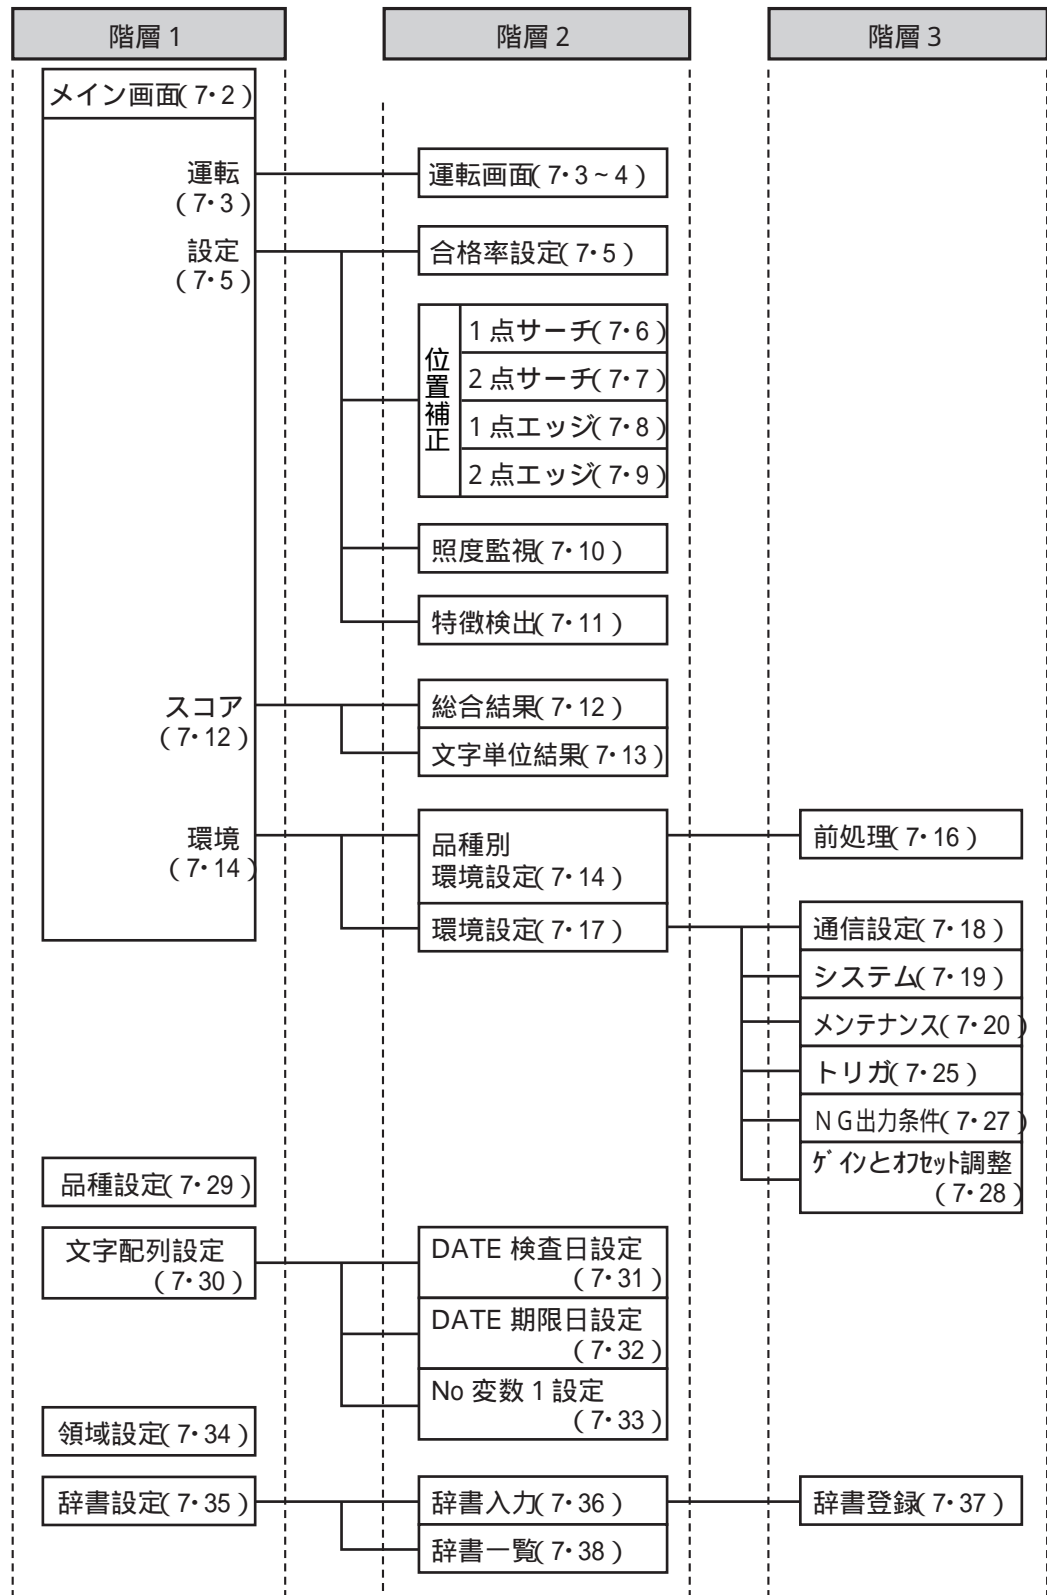 階層 1
階層 2
階層 3
メイン画面( 7・2 )
運転
( 7・3 )
運転画面( 7・3 ~ 4 )
設定
( 7・5 )
合格率設定( 7・5 )
位置補正
1 点サーチ( 7・6 )
2 点サーチ( 7・7 )
1 点エッジ( 7・8 )
2 点エッジ( 7・9 )
照度監視( 7・10 )
特徴検出( 7・11 )
スコア
( 7・12 )
総合結果( 7・12 )
文字単位結果( 7・13 )
環境
( 7・14 )
品種別
環境設定( 7・14 )
前処理( 7・16 )
環境設定( 7・17 )
通信設定( 7・18 )
システム( 7・19 )
メンテナンス( 7・20 )
トリガ( 7・25 )
NG出力条件( 7・27 )
ｹﾞｲﾝとｵﾌｾｯﾄ調整
( 7・28 )
品種設定( 7・29 )
文字配列設定
( 7・30 )
DATE 検査日設定
( 7・31 )
DATE 期限日設定
( 7・32 )
No 変数 1 設定
( 7・33 )
領域設定( 7・34 )
辞書設定( 7・35 )
辞書入力( 7・36 )
辞書登録( 7・37 )
辞書一覧( 7・38 )